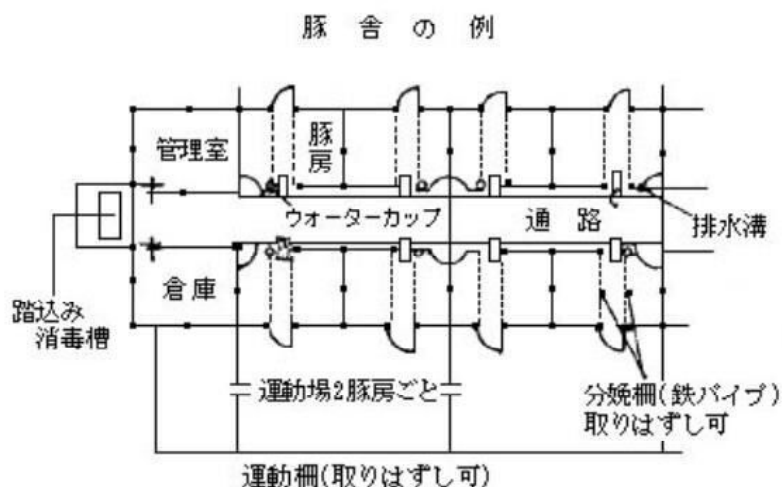 豚舎の例
管理室
豚房
ウォーターカップ
通路
排水溝
倉庫
踏込み
消毒槽
運動場2豚房ごと
分娩柵(鉄パイプ)
取りはずし可
運動柵(取りはずし可)